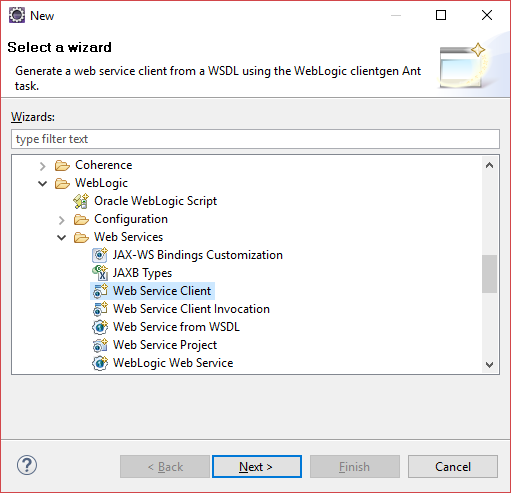 New
Select a wizard
Generate a web service client from a WSDL using the WebLogic clientgen Ant
task.
Wizards:
type filter text
Coherence
WebLogic
Oracle WebLogic Script
Configuration
Web Services
JAX-WS Bindings Customization
JAXB Types
Web Service Client
Web Service Client Invocation
Web Service from WSDL
Web Service Project
WebLogic Web Service
?
< Back
Next >
Finish
Cancel